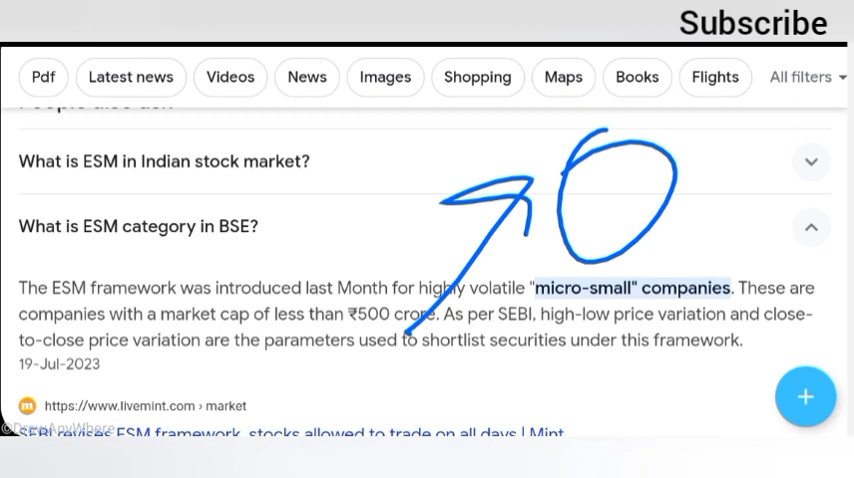 Subscribe
Pdf Latest news Videos News Images Shopping Maps Books Flights All filters
People also ask
What is ESM in Indian stock market?
What is ESM category in BSE?
The ESM framework was introduced last Month for highly volatile "micro-small" companies. These are
companies with a market cap of less than ₹500 crore. As per SEBI, high-low price variation and close-
to-close price variation are the parameters used to shortlist securities under this framework.
19-Jul-2023
m https://www.livemint.com › market
©DrawAnyWhere
SEBI revises ESM framework, stocks allowed to trade on all days | Mint